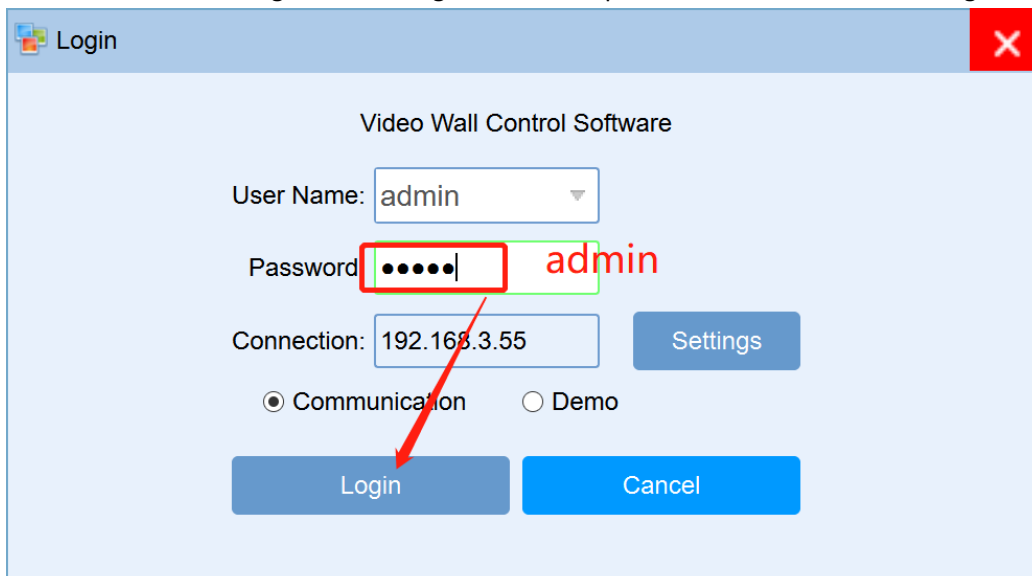 Login
Video Wall Control Software
User Name: admin
Password ●●●●● admin
Connection: 192.168.3.55 Settings
Communication Demo
Login Cancel